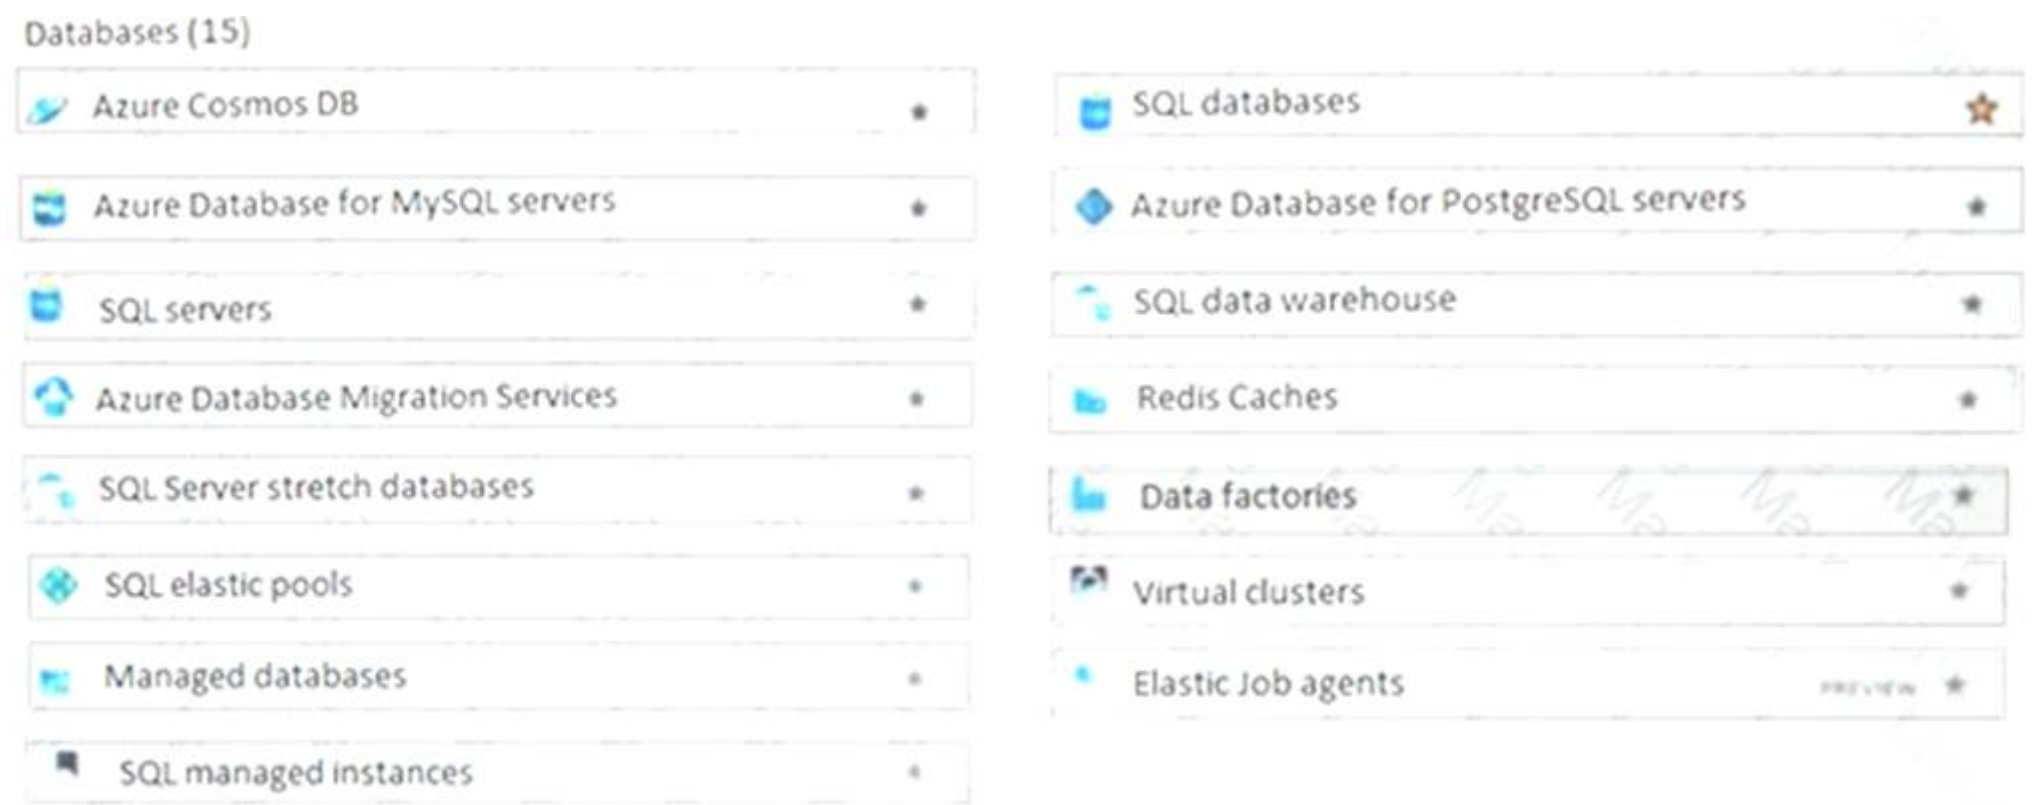 Databases (15)
Azure Cosmos DB
SQL databases
Azure Database for MySQL servers
Azure Database for PostgreSQL servers
SQL servers
SQL data warehouse
Azure Database Migration Services
Redis Caches
SQL Server stretch databases
Data factories
SQL elastic pools
Virtual clusters
Managed databases
Elastic Job agents PREVIEW
SQL managed instances